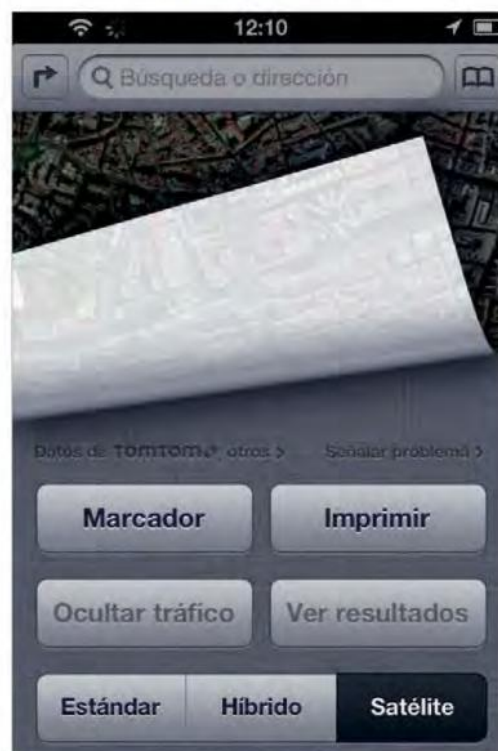 12:10
Búsqueda o dirección
Datos de TomTom, otros > Señalar problema >
Marcador Imprimir
Ocultar tráfico Ver resultados
Estándar Híbrido Satélite